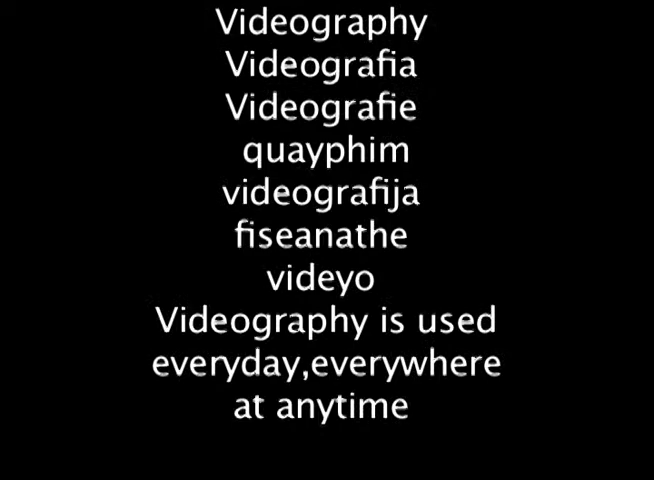 Videography
Videografia
Videografie
quayphim
videografija
fiseanathe
videyo
Videography is used
everyday,everywhere
at anytime